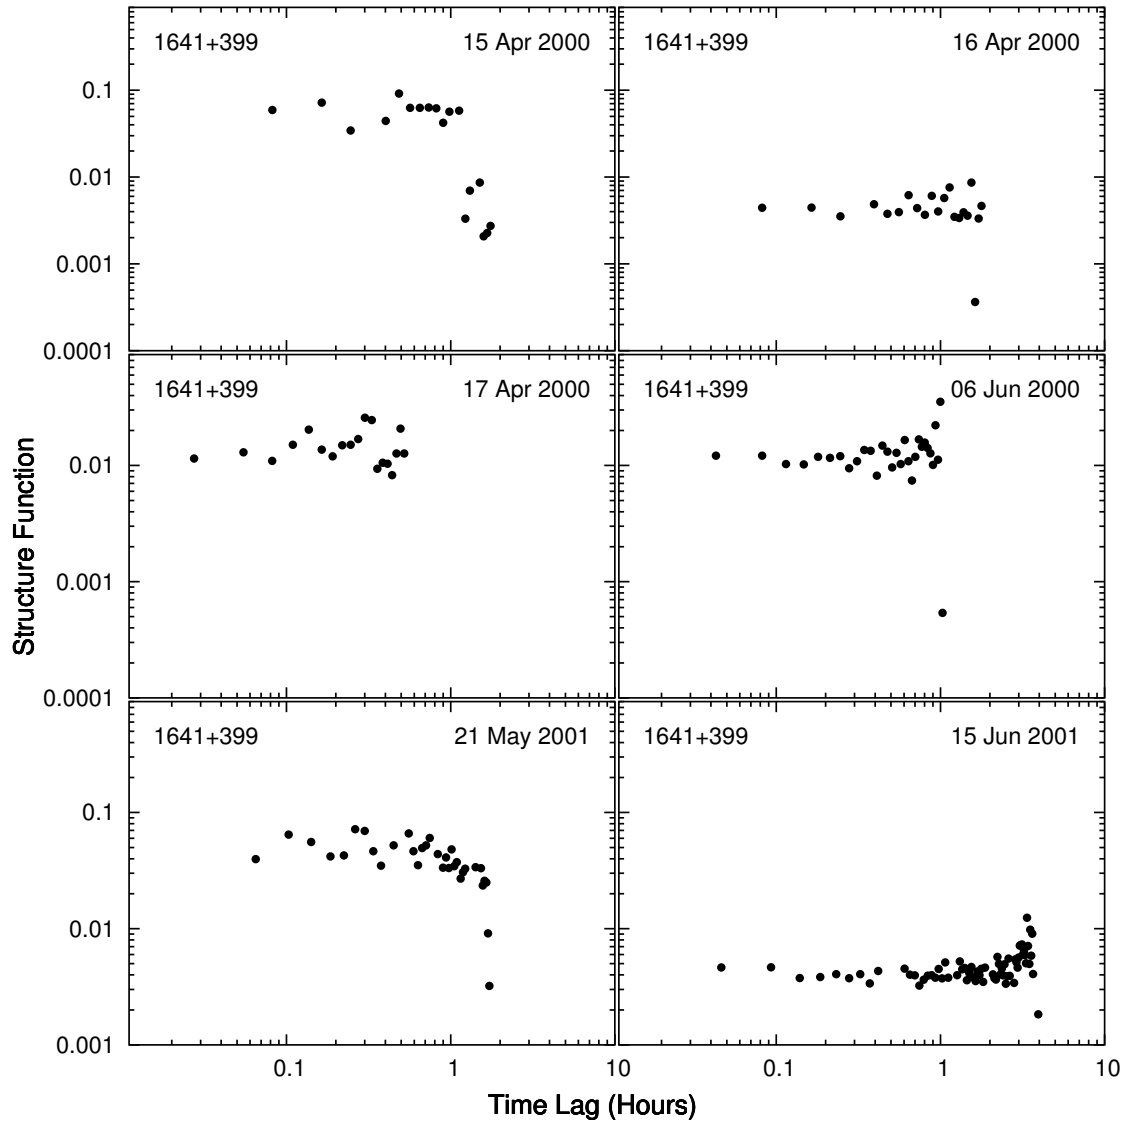 1641+399 15 Apr 2000
1641+399 16 Apr 2000
0.1
0.01
0.001
0.0001
1641+399 17 Apr 2000
1641+399 06 Jun 2000
0.01
0.001
0.0001
Structure Function
1641+399 21 May 2001
1641+399 15 Jun 2001
0.1
0.01
0.001
0.1 1 10 0.1 1 10
Time Lag (Hours)